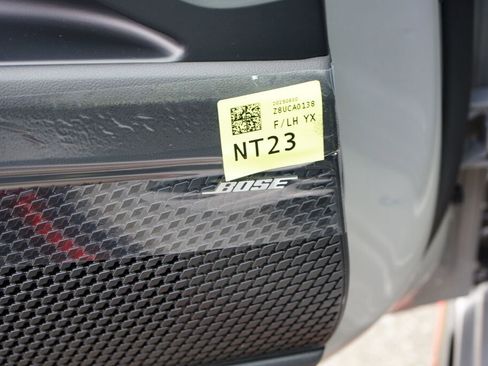 Z8UCA0138
F/LH YX
NT23
BOSE